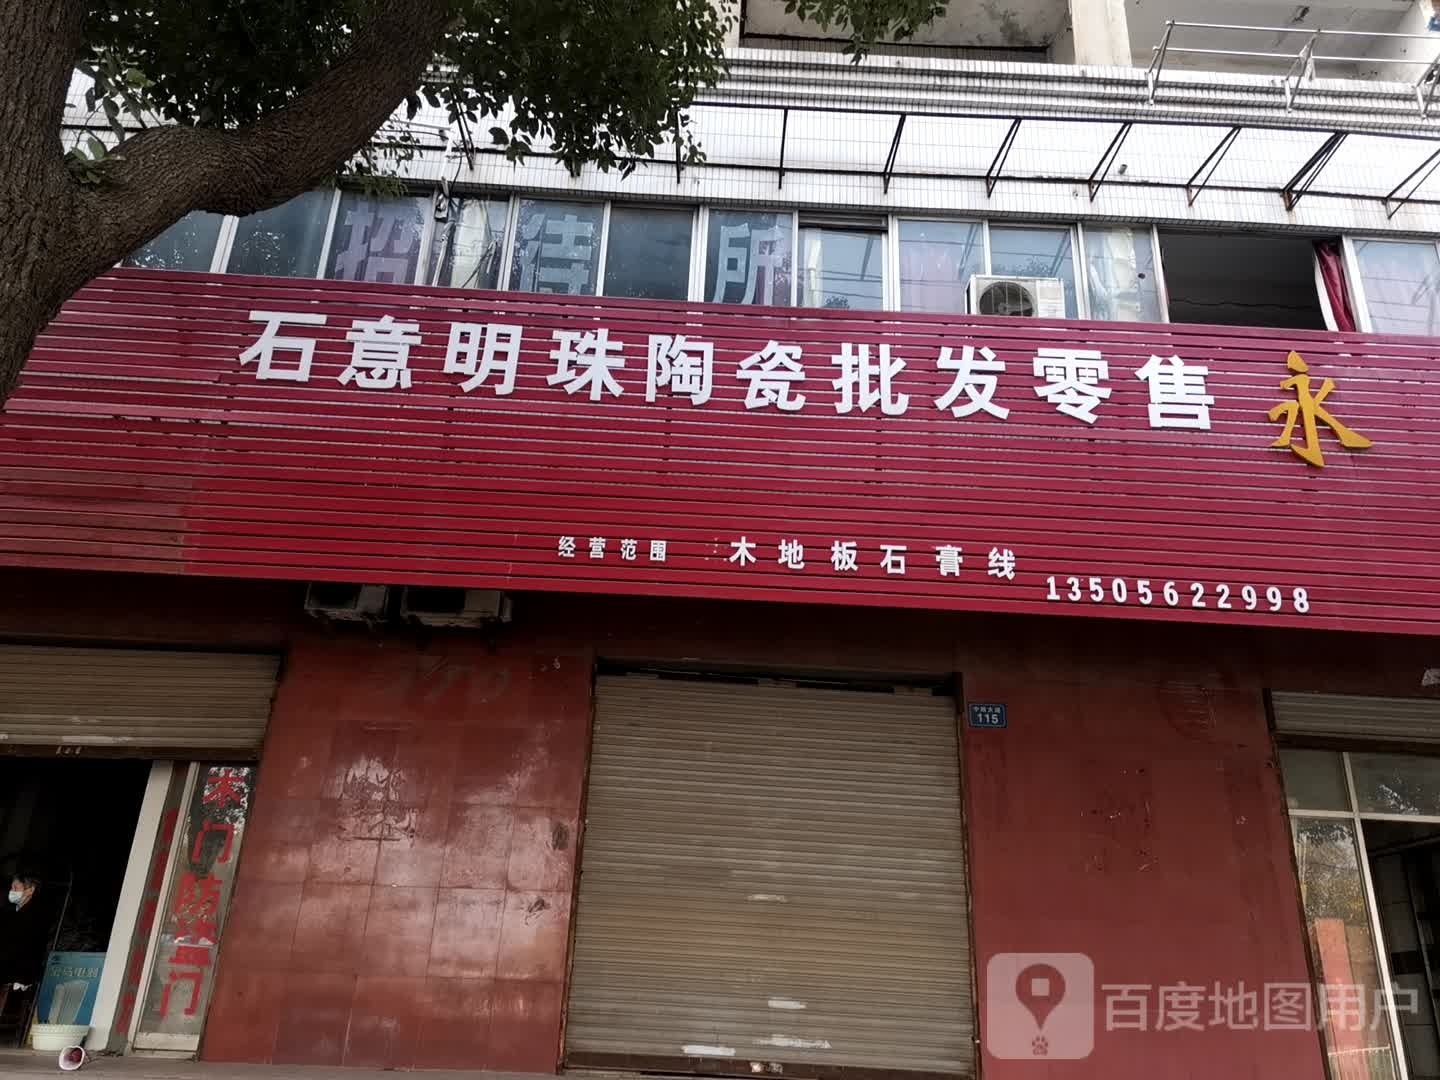 招待所
石意明珠陶瓷批发零售 永
经营范围 木地板石膏线
13505622998
115
木门防盗门
百度地图用户